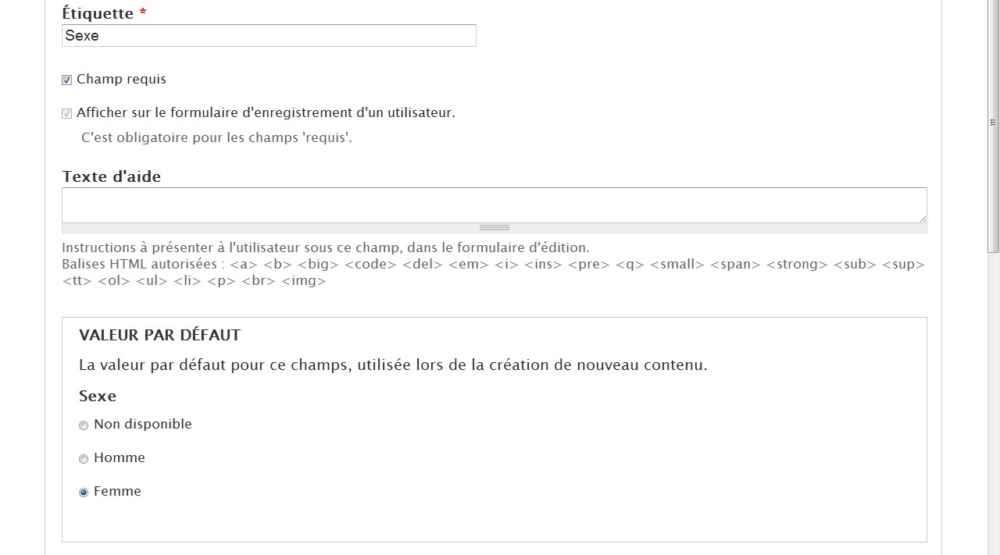 Étiquette *
Sexe
Champ requis
Afficher sur le formulaire d'enregistrement d'un utilisateur.
C'est obligatoire pour les champs 'requis'.
Texte d'aide
Instructions à présenter à l'utilisateur sous ce champ, dans le formulaire d'édition.
Balises HTML autorisées : <a> <b> <big> <code> <del> <em> <i> <ins> <pre> <q> <small> <span> <strong> <sub> <sup>
<tt> <ol> <ul> <li> <p> <br> <img>
VALEUR PAR DÉFAUT
La valeur par défaut pour ce champs, utilisée lors de la création de nouveau contenu.
Sexe
Non disponible
Homme
Femme